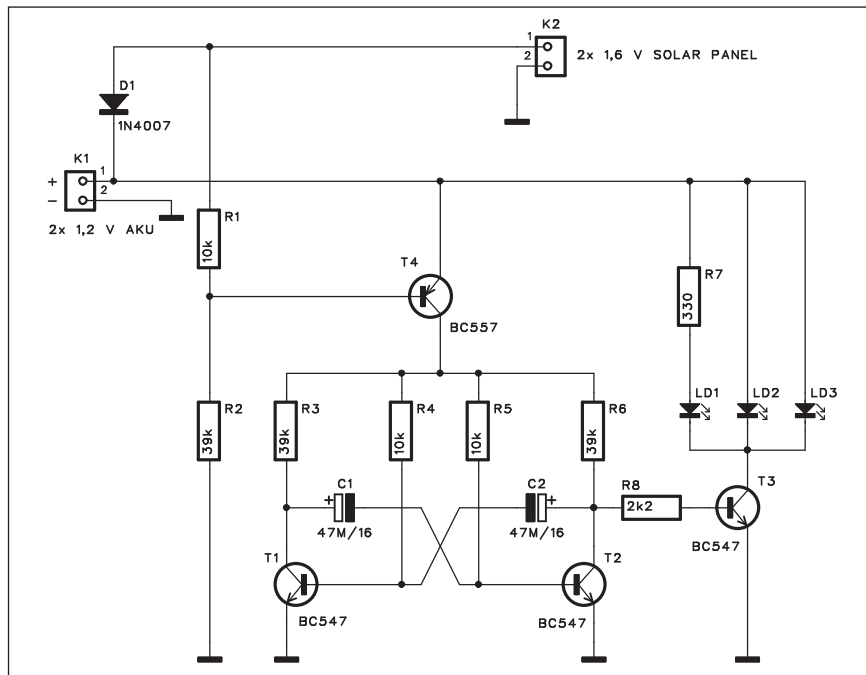 K2
1
2
2x 1,6 V SOLAR PANEL
D1
1N4007
K1
+
1
−
2
2x 1,2 V AKU
R1
10k
T4
BC557
R7
330
LD1
LD2
LD3
R2
39k
R3
39k
R4
10k
R5
10k
R6
39k
C1
+
47M/16
C2
+
47M/16
R8
2k2
T3
BC547
T1
BC547
T2
BC547